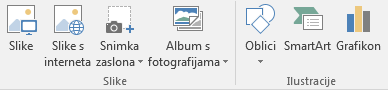 Slike
Slike s interneta
Snimka zaslona
Album s fotografijama
Slike
Oblici
SmartArt
Grafikon
Ilustracije